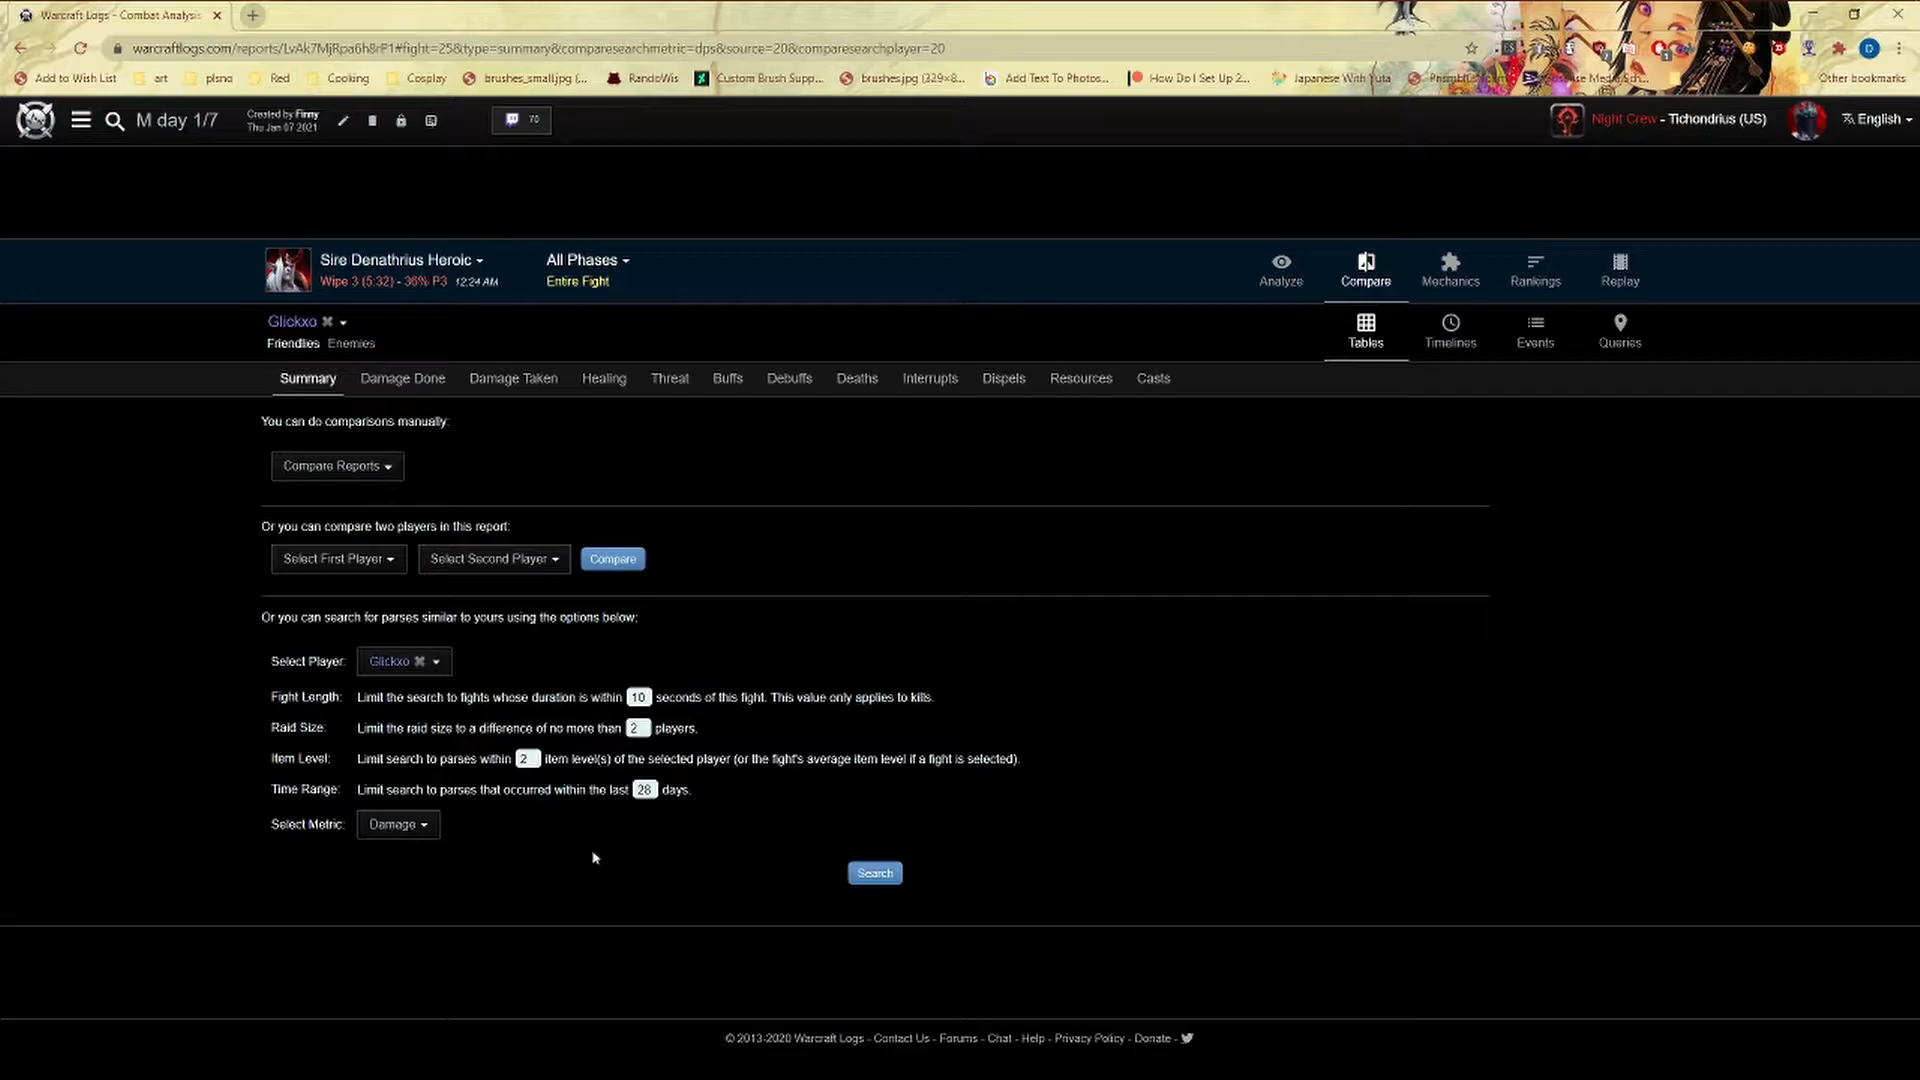 Warcraft Logs - Combat Analysis
warcraftlogs.com/reports/LvAk7MjRpa6h8rP1#fight=25&type=summary&comparesearchmetric=dps&source=20&comparesearchplayer=20
Add to Wish List art plsno Red Cooking Cosplay brushes_small.jpg (... RandoWis Custom Brush Supp... brushes.jpg (329×8... Add Text To Photos... How Do I Set Up 2... Japanese With Yuta Other bookmarks
M day 1/7 Created by Finny 70 Night Crew - Tichondrius (US) English
Thu Jan 07 2021
Sire Denathrius Heroic All Phases
Wipe 3 (5:32) - 36% P3 12:24 AM Entire Fight
Analyze Compare Mechanics Rankings Replay
Glickxo
Friendlies Enemies
Tables Timelines Events Queries
Summary Damage Done Damage Taken Healing Threat Buffs Debuffs Deaths Interrupts Dispels Resources Casts
You can do comparisons manually:
Compare Reports
Or you can compare two players in this report:
Select First Player Select Second Player Compare
Or you can search for parses similar to yours using the options below:
Select Player: Glickxo
Fight Length: Limit the search to fights whose duration is within 10 seconds of this fight. This value only applies to kills.
Raid Size: Limit the raid size to a difference of no more than 2 players.
Item Level: Limit search to parses within 2 item level(s) of the selected player (or the fight's average item level if a fight is selected).
Time Range: Limit search to parses that occurred within the last 28 days.
Select Metric: Damage
Search
© 2013-2020 Warcraft Logs - Contact Us - Forums - Chat - Help - Privacy Policy - Donate -